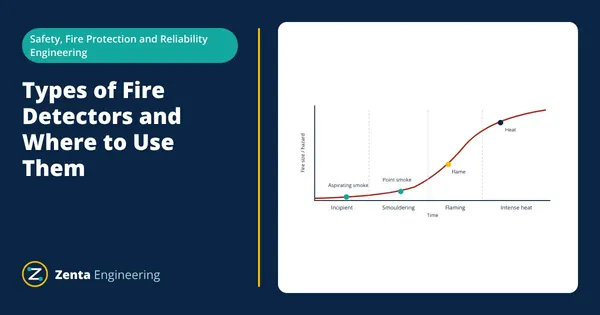 Safety, Fire Protection and Reliability
Engineering
Types of Fire
Detectors and
Where to Use
Them
Zenta Engineering
Fire size / hazard
Aspirating smoke
Point smoke
Flame
Heat
Incipient
Smouldering
Flaming
Intense heat
Time